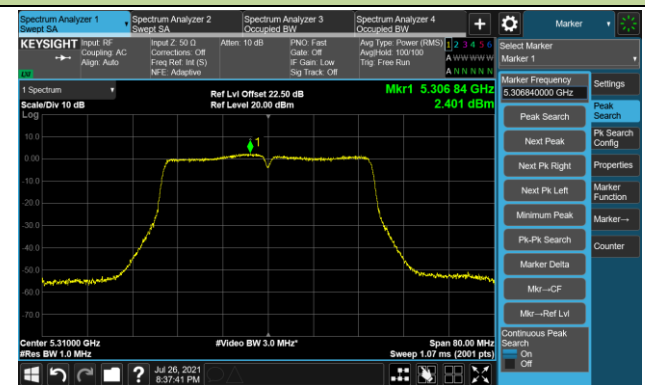 Spectrum Analyzer 1
Swept SA
Spectrum Analyzer 2
Swept SA
Spectrum Analyzer 3
Occupied BW
Spectrum Analyzer 4
Occupied BW
+
Marker
KEYSIGHT
Input: RF
Coupling: AC
Align: Auto
Input Z: 50 Ω
Corrections: Off
Freq Ref: Int (S)
NFE: Adaptive
Atten: 10 dB
PNO: Fast
Gate: Off
IF Gain: Low
Sig Track: Off
Avg Type: Power (RMS)
Avg|Hold: 100/100
Trig: Free Run
1 2 3 4 5 6
A W W W W W
A N N N N N
Select Marker
Marker 1
1 Spectrum
Scale/Div 10 dB
Log
Ref Lvl Offset 22.50 dB
Ref Level 20.00 dBm
Mkr1 5.306 84 GHz
2.401 dBm
Marker Frequency
5.306840000 GHz
Settings
Peak Search
Peak
Search
Next Peak
Pk Search
Config
Next Pk Right
Properties
Next Pk Left
Marker
Function
Minimum Peak
Marker→
Pk-Pk Search
Counter
Marker Delta
Mkr→CF
Mkr→Ref Lvl
Continuous Peak
Search
On
Off
10.0
0.00
-10.0
-20.0
-30.0
-40.0
-50.0
-60.0
-70.0
1
Center 5.31000 GHz
#Res BW 1.0 MHz
#Video BW 3.0 MHz*
Span 80.00 MHz
Sweep 1.07 ms (2001 pts)
?
Jul 26, 2021
8:37:41 PM